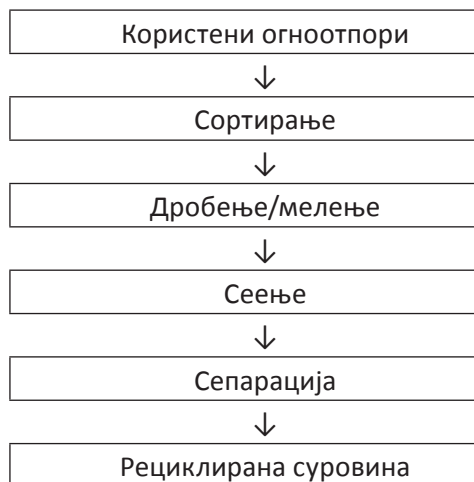 Користени огноотпори
↓
Сортирање
↓
Дробење/мелење
↓
Сеење
↓
Сепарација
↓
Рециклирана суровина